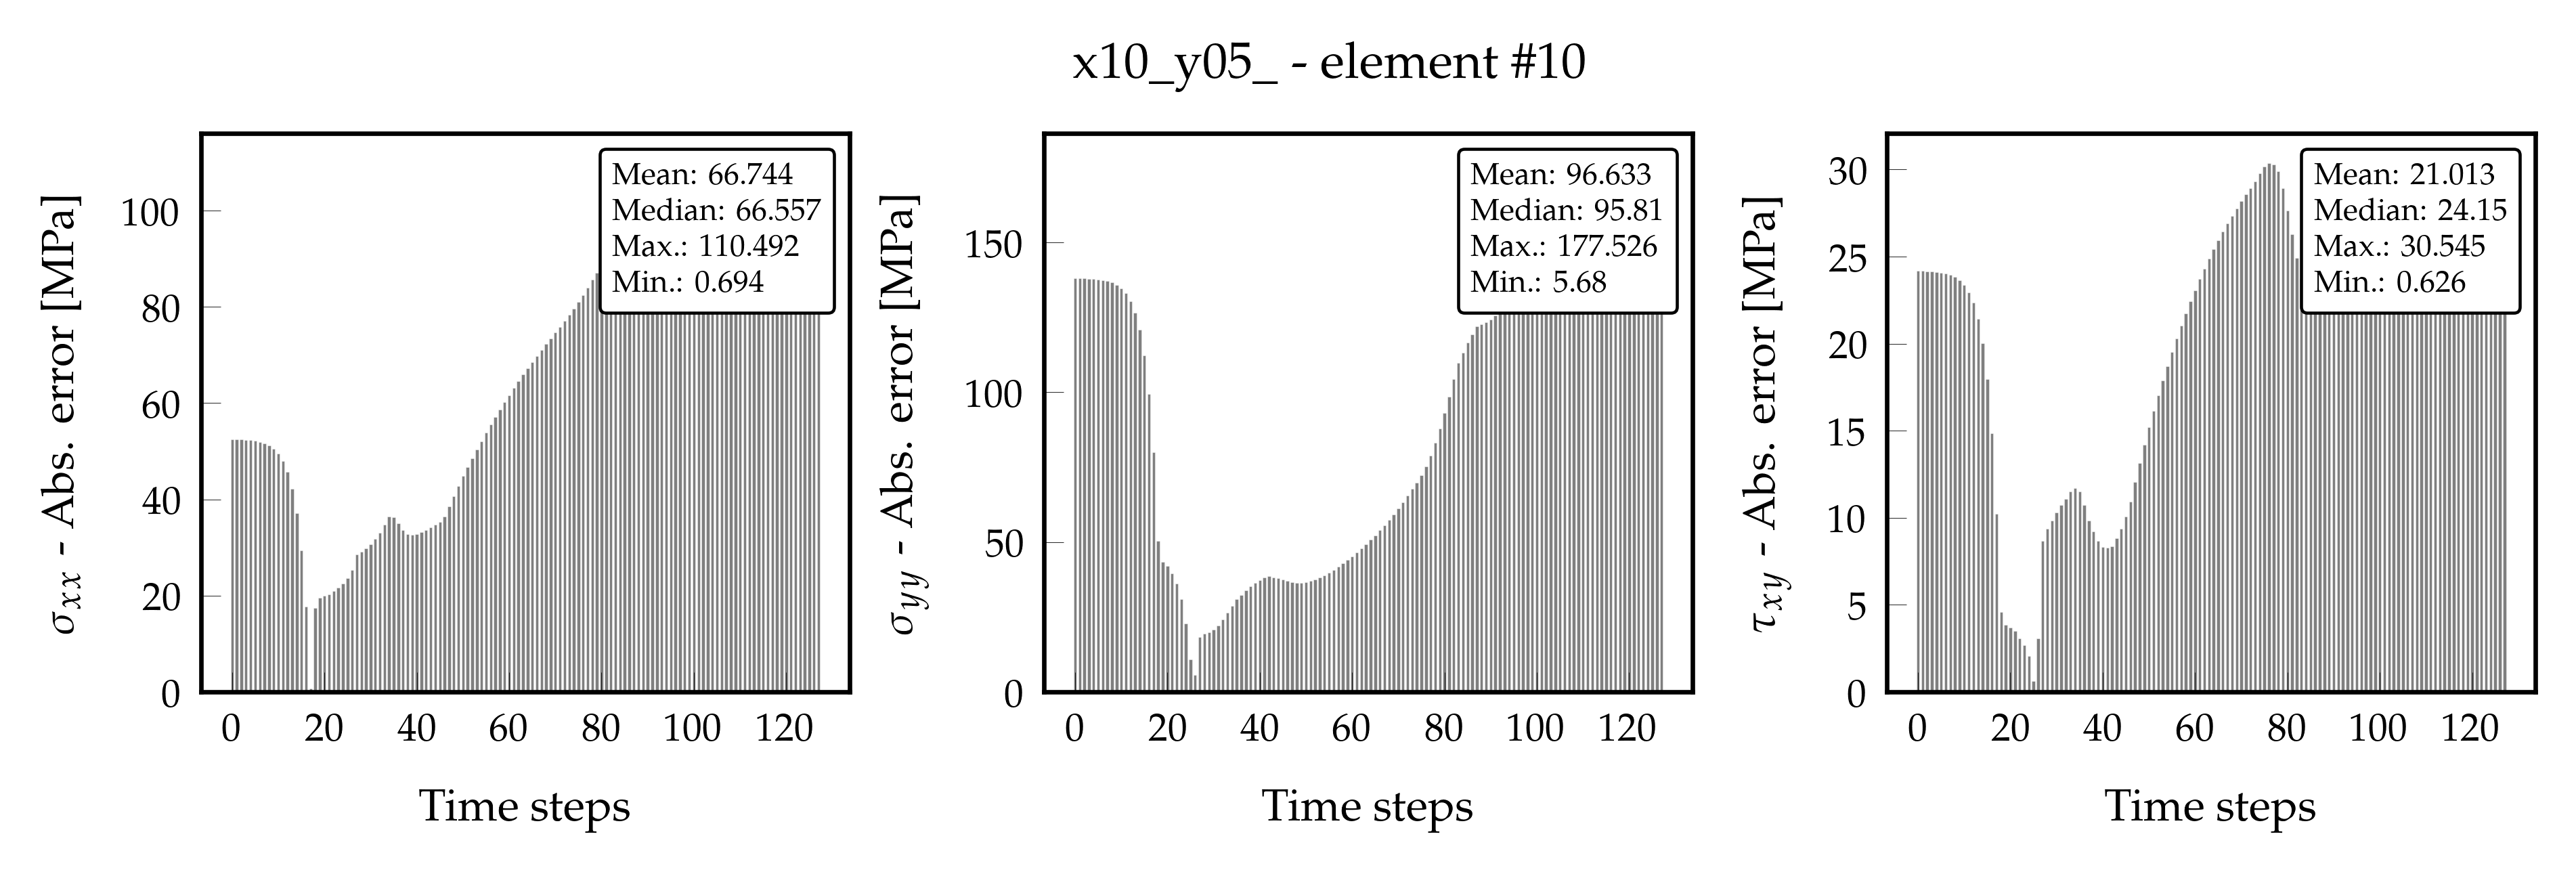 x10_y05_ - element #10
σxx - Abs. error [MPa]
100
80
60
40
20
0
Mean: 66.744
Median: 66.557
Max.: 110.492
Min.: 0.694
0 20 40 60 80 100 120
Time steps
σyy - Abs. error [MPa]
150
100
50
0
Mean: 96.633
Median: 95.81
Max.: 177.526
Min.: 5.68
0 20 40 60 80 100 120
Time steps
τxy - Abs. error [MPa]
30
25
20
15
10
5
0
Mean: 21.013
Median: 24.15
Max.: 30.545
Min.: 0.626
0 20 40 60 80 100 120
Time steps